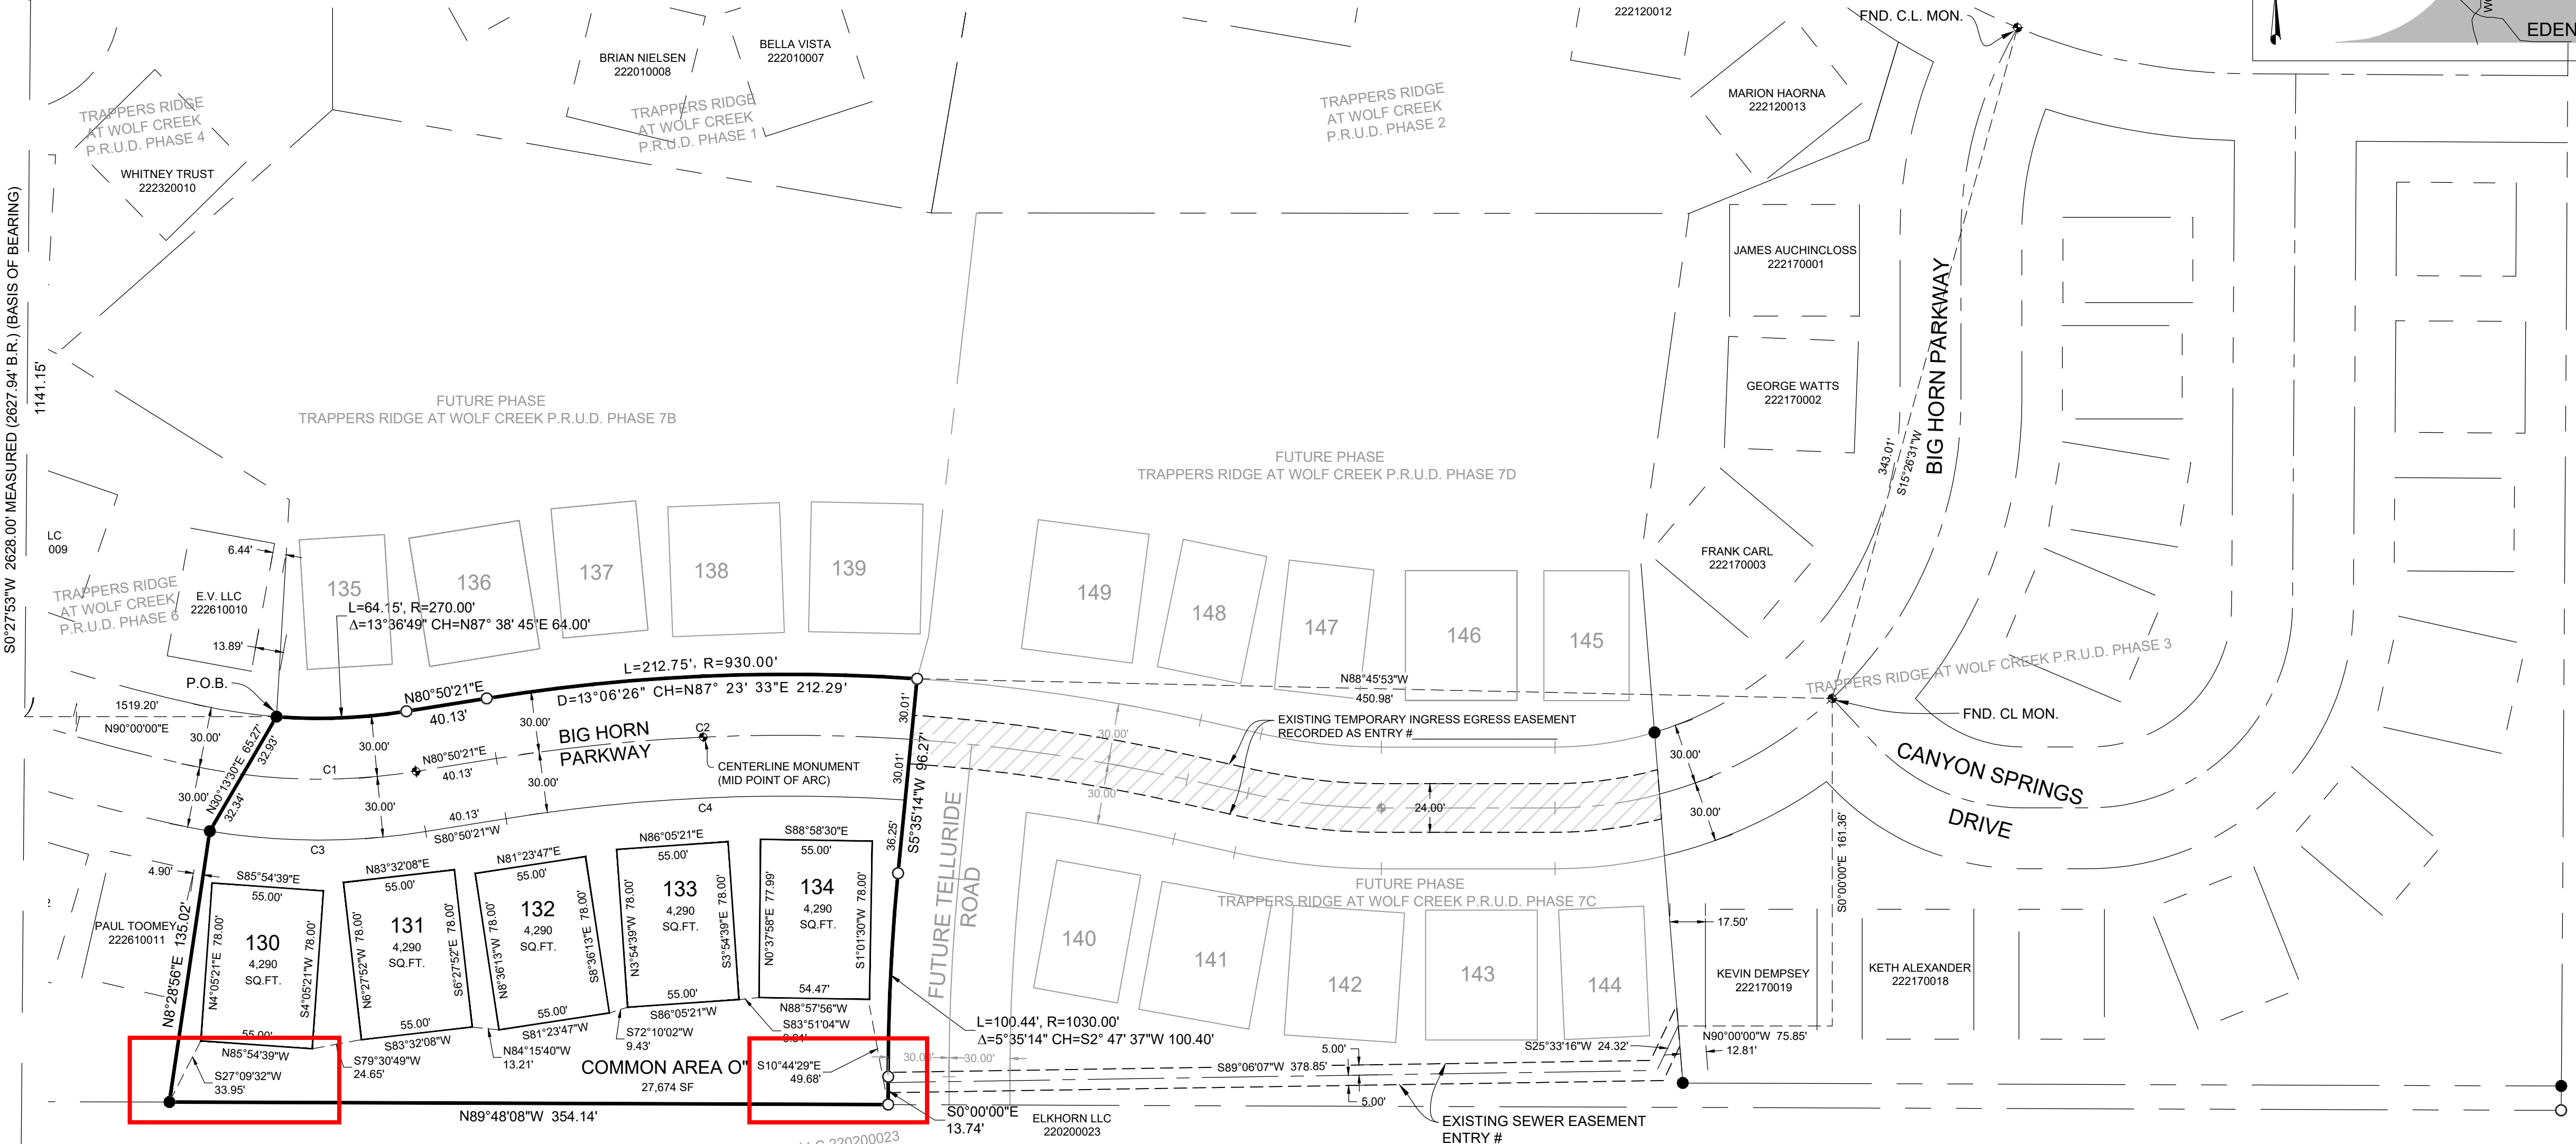 222120012
FND. C.L. MON.
EDEN
BRIAN NIELSEN
222010008
BELLA VISTA
222010007
MARION HAORNA
222120013
TRAPPERS RIDGE
AT WOLF CREEK
P.R.U.D. PHASE 4
TRAPPERS RIDGE
AT WOLF CREEK
P.R.U.D. PHASE 1
TRAPPERS RIDGE
AT WOLF CREEK
P.R.U.D. PHASE 2
WHITNEY TRUST
222320010
S0°27'53"W 2628.00' MEASURED (2627.94' B.R.) (BASIS OF BEARING)
1141.15'
JAMES AUCHINCLOSS
222170001
GEORGE WATTS
222170002
BIG HORN PARKWAY
343.01'
S15°26'31"W
FUTURE PHASE
TRAPPERS RIDGE AT WOLF CREEK P.R.U.D. PHASE 7B
FUTURE PHASE
TRAPPERS RIDGE AT WOLF CREEK P.R.U.D. PHASE 7D
LC
009
6.44'
FRANK CARL
222170003
TRAPPERS RIDGE
AT WOLF CREEK
P.R.U.D. PHASE 6
E.V. LLC
222610010
13.89'
135
136
137
138
139
149
148
147
146
145
L=64.15', R=270.00'
Δ=13°36'49" CH=N87° 38' 45"E 64.00'
L=212.75', R=930.00'
D=13°06'26" CH=N87° 23' 33"E 212.29'
N88°45'53"W
450.98'
TRAPPERS RIDGE AT WOLF CREEK P.R.U.D. PHASE 3
P.O.B.
N80°50'21"E
40.13'
1519.20'
N90°00'00"E
30.00'
30.00'
N30°13'30"E 65.27'
32.93'
32.34'
30.00'
30.00'
30.00'
30.00'
C1
N80°50'21"E
40.13'
BIG HORN
PARKWAY
C2
CENTERLINE MONUMENT
(MID POINT OF ARC)
30.01'
30.01'
36.25'
S5°35'14"W 96.27'
EXISTING TEMPORARY INGRESS EGRESS EASEMENT
RECORDED AS ENTRY #
30.00'
30.00'
24.00'
30.00'
30.00'
FND. CL MON.
CANYON SPRINGS
DRIVE
S0°00'00"E 161.36'
C3
40.13'
S80°50'21"W
C4
4.90'
PAUL TOOMEY
222610011
N8°28'56"E 135.02'
S85°54'39"E
55.00'
N4°05'21"E 78.00'
130
4,290
SQ.FT.
S4°05'21"W 78.00'
55.00'
N85°54'39"W
N83°32'08"E
55.00'
N6°27'52"W 78.00'
131
4,290
SQ.FT.
S6°27'52"E 78.00'
55.00'
S83°32'08"W
N81°23'47"E
55.00'
N8°36'13"W 78.00'
132
4,290
SQ.FT.
S8°36'13"E 78.00'
55.00'
S81°23'47"W
N86°05'21"E
55.00'
N3°54'39"W 78.00'
133
4,290
SQ.FT.
S3°54'39"E 78.00'
55.00'
S86°05'21"W
S88°58'30"E
55.00'
N0°37'58"E 77.99'
134
4,290
SQ.FT.
S1°01'30"W 78.00'
54.47'
N88°57'56"W
FUTURE TELLURIDE
ROAD
FUTURE PHASE
TRAPPERS RIDGE AT WOLF CREEK P.R.U.D. PHASE 7C
140
141
142
143
144
17.50'
KEVIN DEMPSEY
222170019
KETH ALEXANDER
222170018
S27°09'32"W
33.95'
S79°30'49"W
24.65'
N84°15'40"W
13.21'
S72°10'02"W
9.43'
S83°51'04"W
COMMON AREA O"
27,674 SF
S10°44'29"E
49.68'
30.00'
30.00'
L=100.44', R=1030.00'
Δ=5°35'14" CH=S2° 47' 37"W 100.40'
5.00'
S89°06'07"W 378.85'
5.00'
S25°33'16"W 24.32'
N90°00'00"W 75.85'
12.81'
N89°48'08"W 354.14'
S0°00'00"E
13.74'
ELKHORN LLC
220200023
EXISTING SEWER EASEMENT
ENTRY #
LLC 220200023